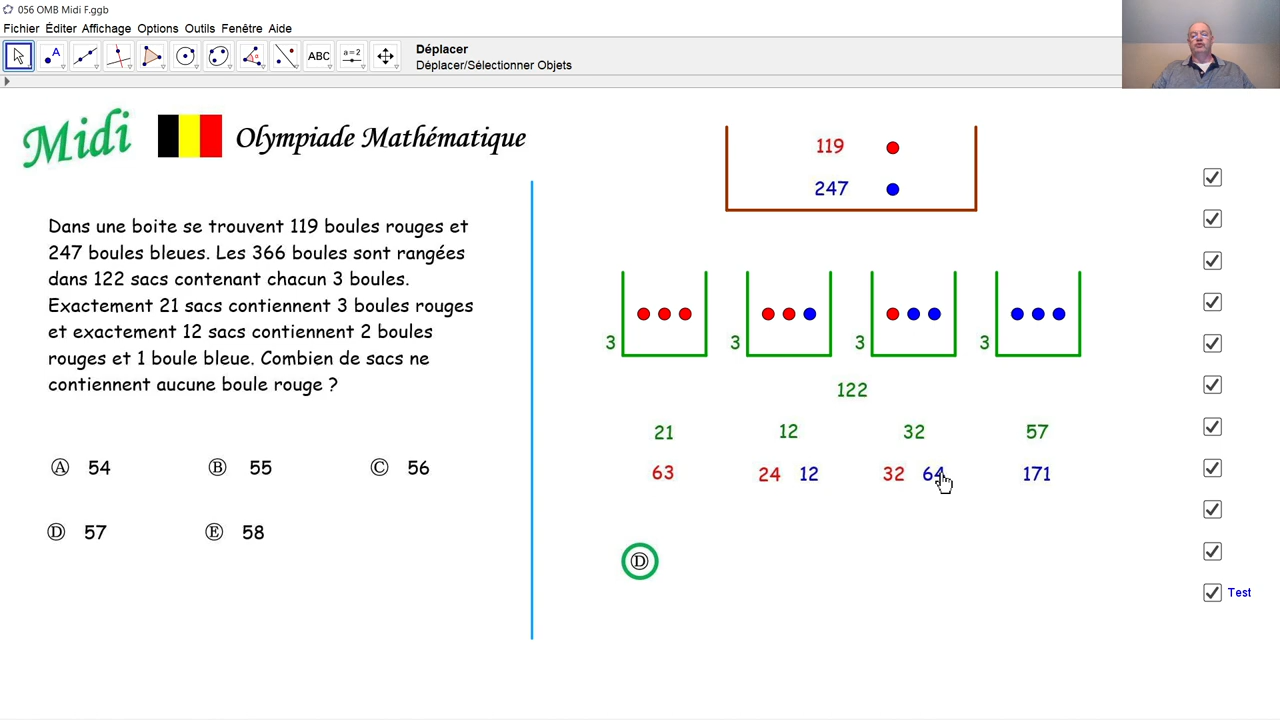 056 OMB Midi F.ggb
Fichier Éditer Affichage Options Outils Fenêtre Aide
A ABC a=2 Déplacer
Déplacer/Sélectionner Objets
Midi Olympiade Mathématique
Dans une boite se trouvent 119 boules rouges et
247 boules bleues. Les 366 boules sont rangées
dans 122 sacs contenant chacun 3 boules.
Exactement 21 sacs contiennent 3 boules rouges
et exactement 12 sacs contiennent 2 boules
rouges et 1 boule bleue. Combien de sacs ne
contiennent aucune boule rouge ?
Ⓐ 54 Ⓑ 55 Ⓒ 56
Ⓓ 57 Ⓔ 58
119
247
3 3 3 3
122
21 12 32 57
63 24 12 32 64 171
Ⓓ
Test